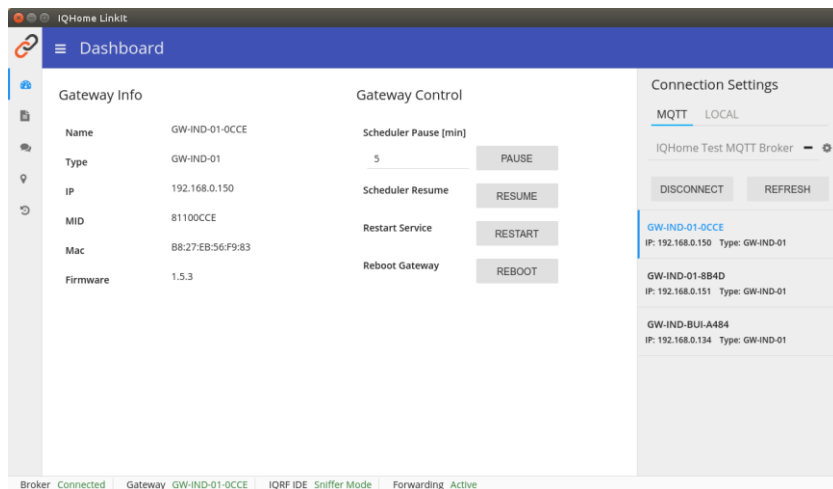 IQHome LinkIt
Dashboard
Gateway Info
Name GW-IND-01-0CCE
Type GW-IND-01
IP 192.168.0.150
MID 81100CCE
Mac B8:27:EB:56:F9:83
Firmware 1.5.3
Gateway Control
Scheduler Pause [min]
5 PAUSE
Scheduler Resume RESUME
Restart Service RESTART
Reboot Gateway REBOOT
Connection Settings
MQTT LOCAL
IQHome Test MQTT Broker
DISCONNECT REFRESH
GW-IND-01-0CCE
IP: 192.168.0.150 Type: GW-IND-01
GW-IND-01-8B4D
IP: 192.168.0.151 Type: GW-IND-01
GW-IND-BUI-A484
IP: 192.168.0.134 Type: GW-IND-01
Broker Connected Gateway GW-IND-01-0CCE IQRF IDE Sniffer Mode Forwarding Active